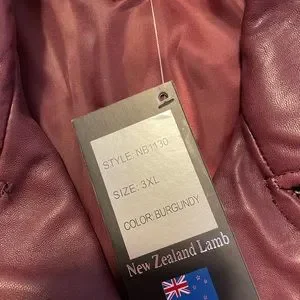 STYLE: NB1130
SIZE: 3XL
COLOR: BURGUNDY
New Zealand Lamb